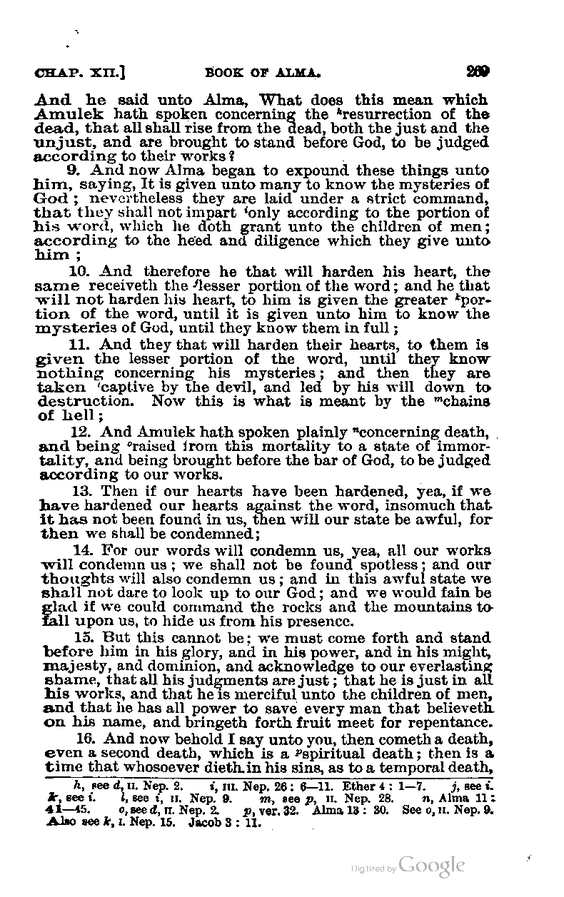 CHAP. XII.] BOOK OF ALMA. 269
And he said unto Alma, What does this mean which
Amulek hath spoken concerning the ʰresurrection of the
dead, that all shall rise from the dead, both the just and the
unjust, and are brought to stand before God, to be judged
according to their works?
9. And now Alma began to expound these things unto
him, saying, It is given unto many to know the mysteries of
God; nevertheless they are laid under a strict command,
that they shall not impart ⁱonly according to the portion of
his word, which he doth grant unto the children of men;
according to the heed and diligence which they give unto
him;
10. And therefore he that will harden his heart, the
same receiveth the ʲlesser portion of the word; and he that
will not harden his heart, to him is given the greater ᵏpor-
tion of the word, until it is given unto him to know the
mysteries of God, until they know them in full;
11. And they that will harden their hearts, to them is
given the lesser portion of the word, until they know
nothing concerning his mysteries; and then they are
taken ˡcaptive by the devil, and led by his will down to
destruction. Now this is what is meant by the ᵐchains
of hell;
12. And Amulek hath spoken plainly ⁿconcerning death,
and being ᵒraised from this mortality to a state of immor-
tality, and being brought before the bar of God, to be judged
according to our works.
13. Then if our hearts have been hardened, yea, if we
have hardened our hearts against the word, insomuch that
it has not been found in us, then will our state be awful, for
then we shall be condemned;
14. For our words will condemn us, yea, all our works
will condemn us; we shall not be found spotless; and our
thoughts will also condemn us; and in this awful state we
shall not dare to look up to our God; and we would fain be
glad if we could command the rocks and the mountains to
fall upon us, to hide us from his presence.
15. But this cannot be; we must come forth and stand
before him in his glory, and in his power, and in his might,
majesty, and dominion, and acknowledge to our everlasting
shame, that all his judgments are just; that he is just in all
his works, and that he is merciful unto the children of men,
and that he has all power to save every man that believeth
on his name, and bringeth forth fruit meet for repentance.
16. And now behold I say unto you, then cometh a death,
even a second death, which is a ᵖspiritual death; then is a
time that whosoever dieth in his sins, as to a temporal death,
h, see d, II. Nep. 2. i, III. Nep. 26: 6—11. Ether 4: 1—7. j, see i.
k, see i. l, see i, II. Nep. 9. m, see p, II. Nep. 28. n, Alma 11:
41—45. o, see d, II. Nep. 2. p, ver. 32. Alma 13: 30. See o, II. Nep. 9.
Also see k, I. Nep. 15. Jacob 3: 11.
Digitized by Google